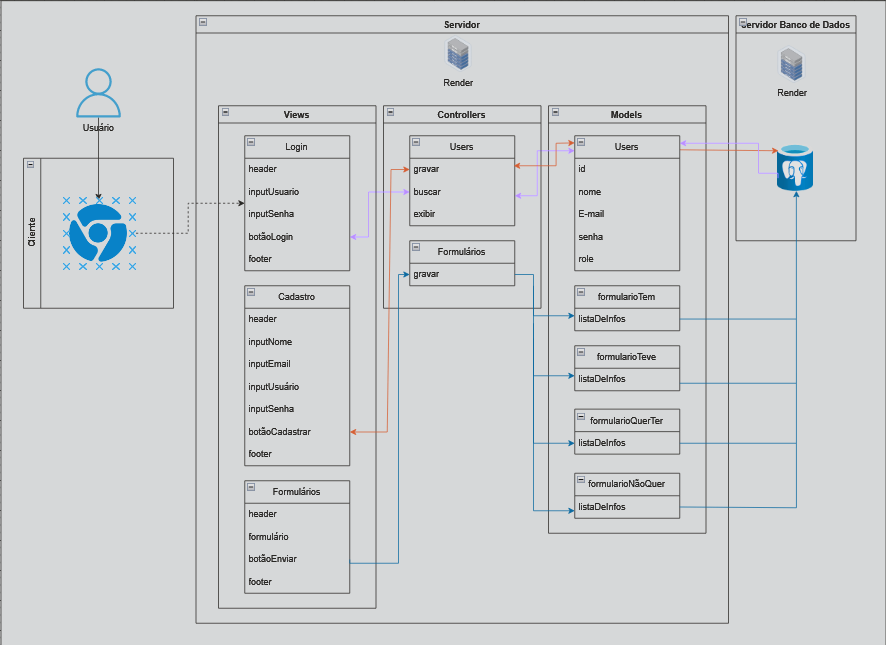 Servidor
Servidor Banco de Dados
Render
Render
Usuário
Cliente
Views
Login
header
inputUsuario
inputSenha
botãoLogin
footer
Cadastro
header
inputNome
inputEmail
inputUsuário
inputSenha
botãoCadastrar
footer
Formulários
header
formulário
botãoEnviar
footer
Controllers
Users
gravar
buscar
exibir
Formulários
gravar
Models
Users
id
nome
E-mail
senha
role
formularioTem
listaDeInfos
formularioTeve
listaDeInfos
formularioQuerTer
listaDeInfos
formularioNãoQuer
listaDeInfos